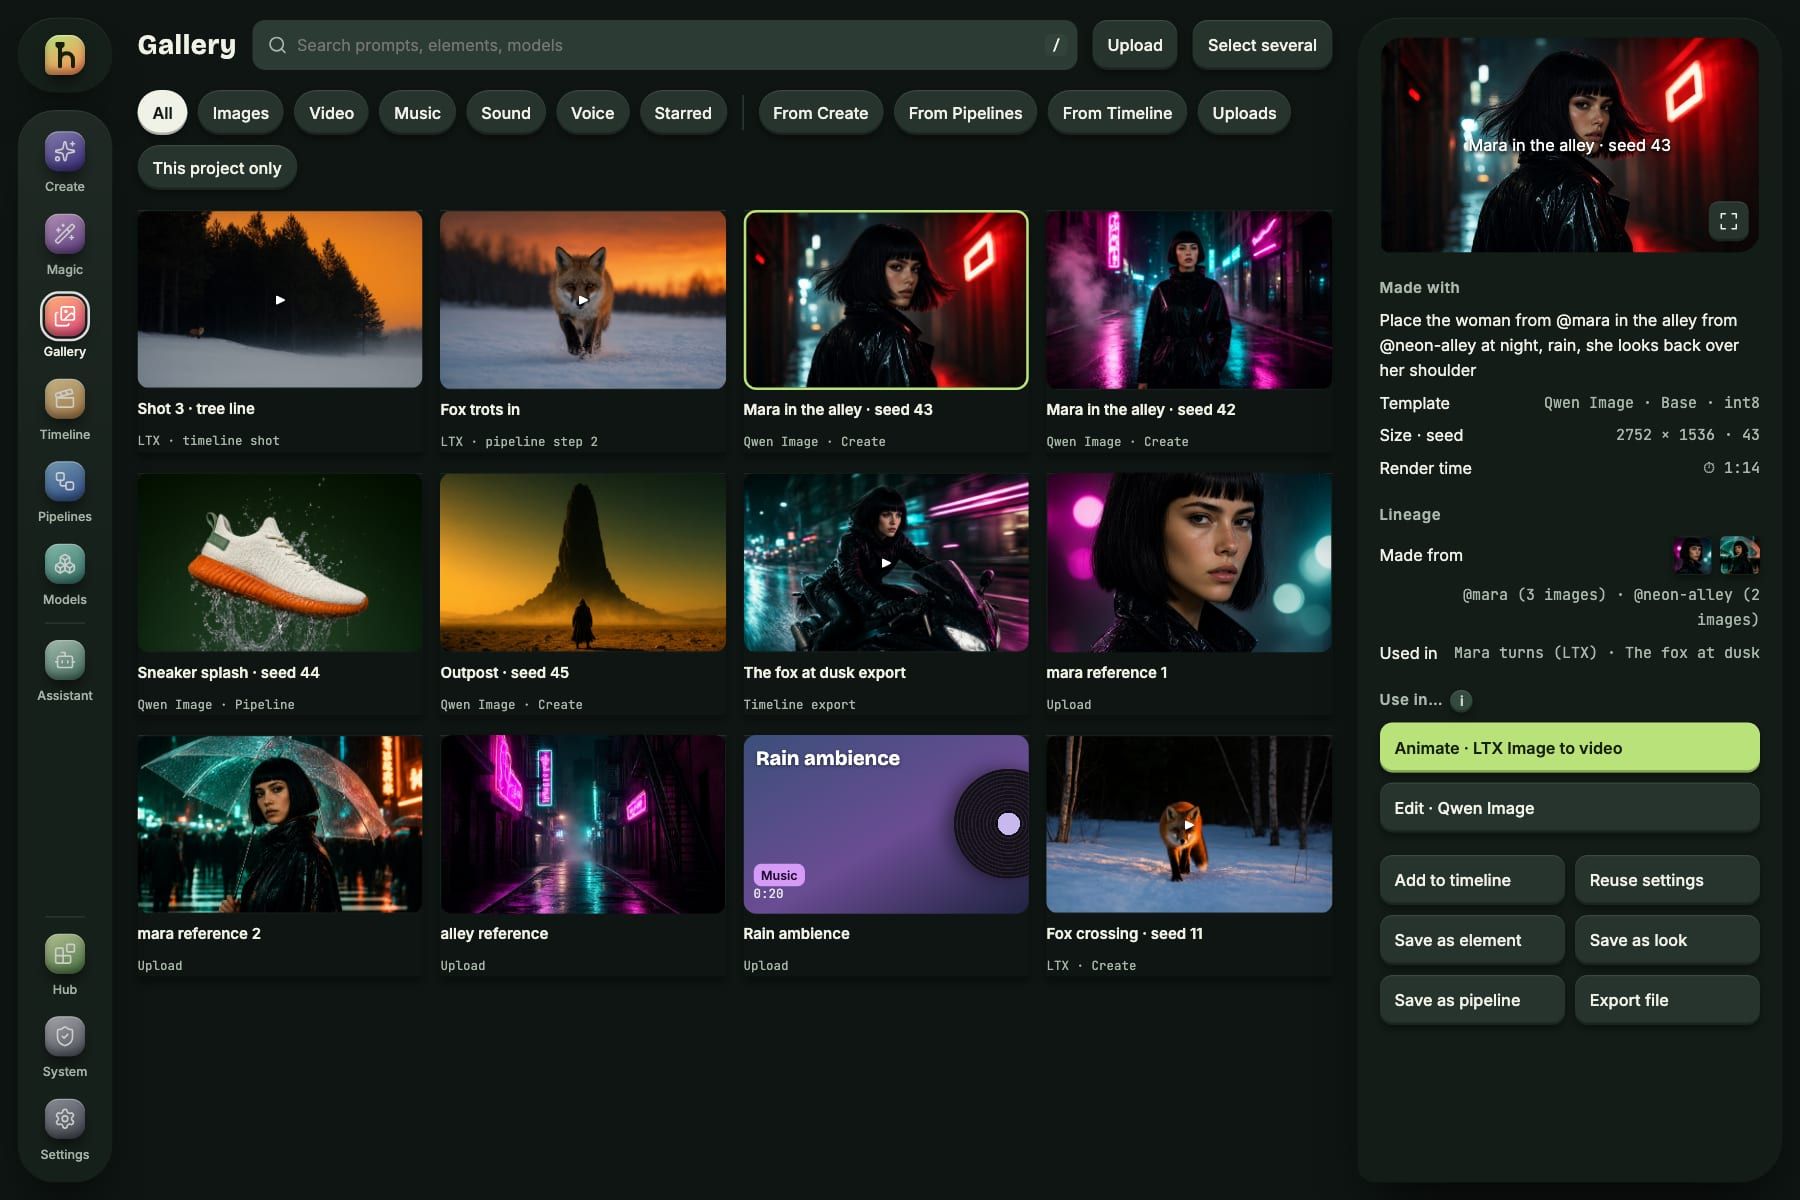 Gallery
Search prompts, elements, models
/
Upload
Select several
All
Images
Video
Music
Sound
Voice
Starred
From Create
From Pipelines
From Timeline
Uploads
This project only
Create
Magic
Gallery
Timeline
Pipelines
Models
Assistant
Hub
System
Settings
Shot 3 · tree line
LTX · timeline shot
Fox trots in
LTX · pipeline step 2
Mara in the alley · seed 43
Qwen Image · Create
Mara in the alley · seed 42
Qwen Image · Create
Sneaker splash · seed 44
Qwen Image · Pipeline
Outpost · seed 45
Qwen Image · Create
The fox at dusk export
Timeline export
mara reference 1
Upload
mara reference 2
Upload
alley reference
Upload
Rain ambience
Music
0:20
Rain ambience
Upload
Fox crossing · seed 11
LTX · Create
Mara in the alley · seed 43
Made with
Place the woman from @mara in the alley from
@neon-alley at night, rain, she looks back over
her shoulder
Template Qwen Image · Base · int8
Size · seed 2752 × 1536 · 43
Render time ⏱ 1:14
Lineage
Made from
@mara (3 images) · @neon-alley (2
images)
Used in Mara turns (LTX) · The fox at dusk
Use in... i
Animate · LTX Image to video
Edit · Qwen Image
Add to timeline
Reuse settings
Save as element
Save as look
Save as pipeline
Export file